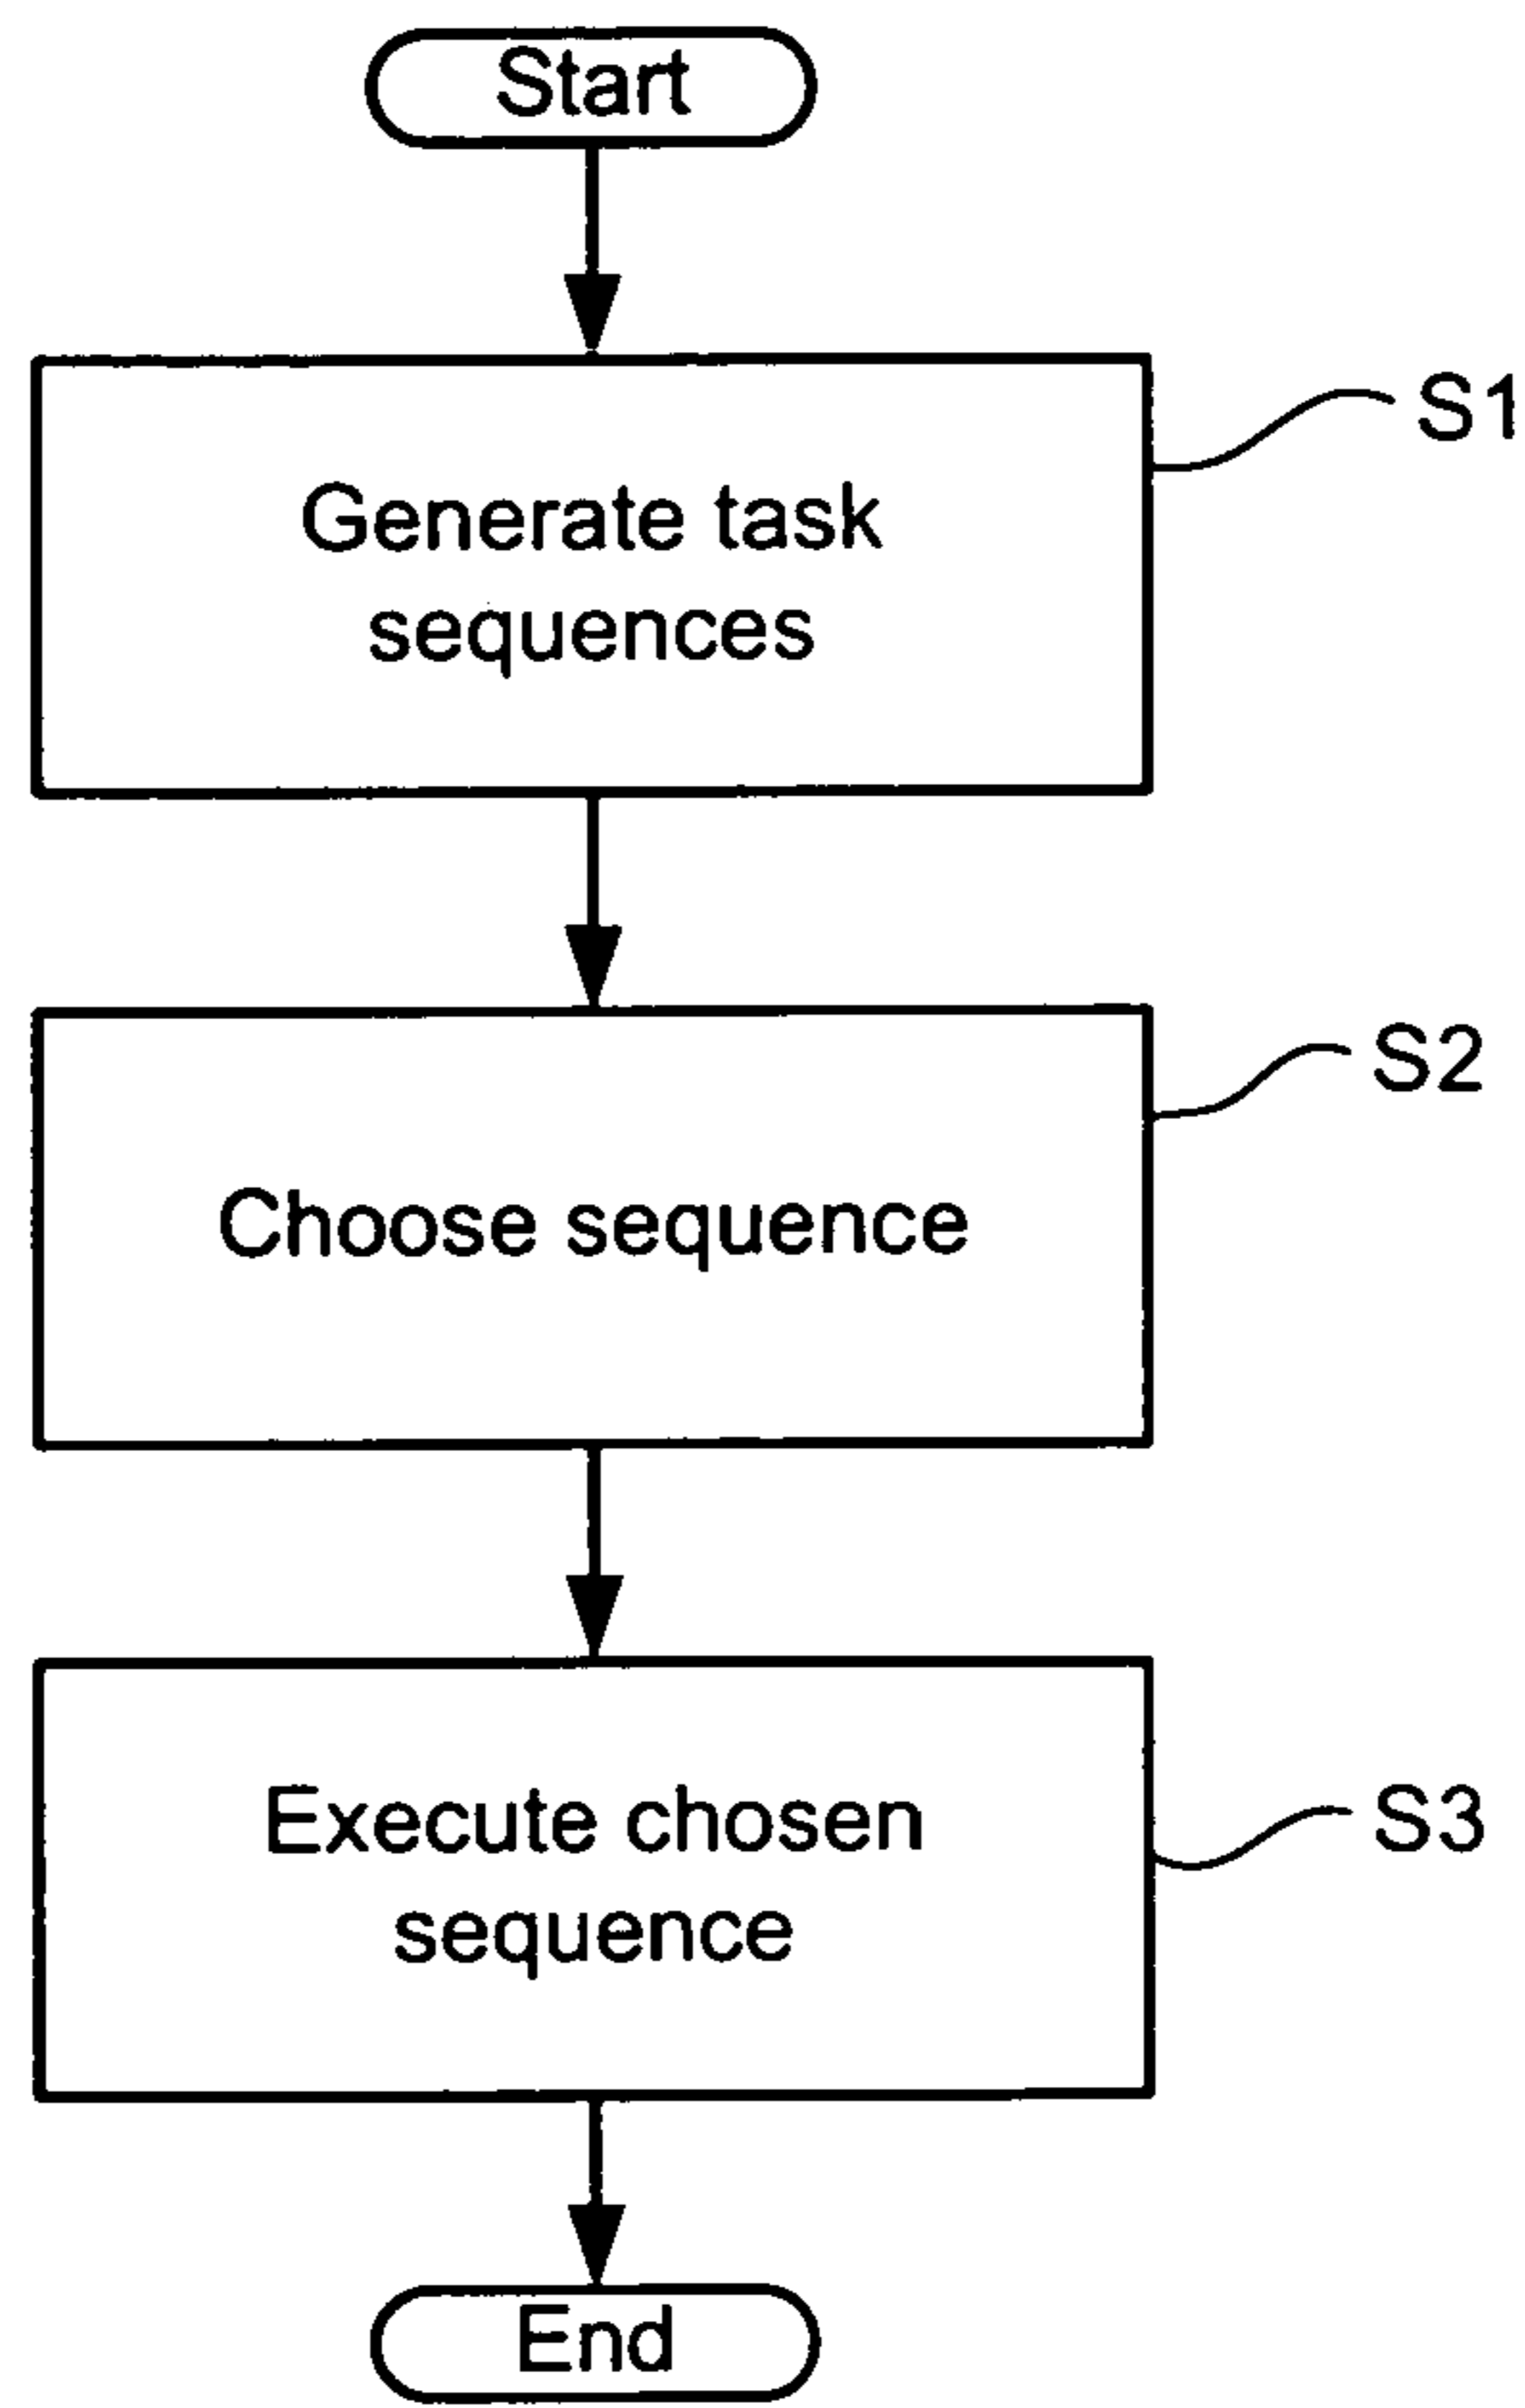 Start
S1
Generate task
sequences
S2
Choose sequence
Execute chosen
S3
sequence
End